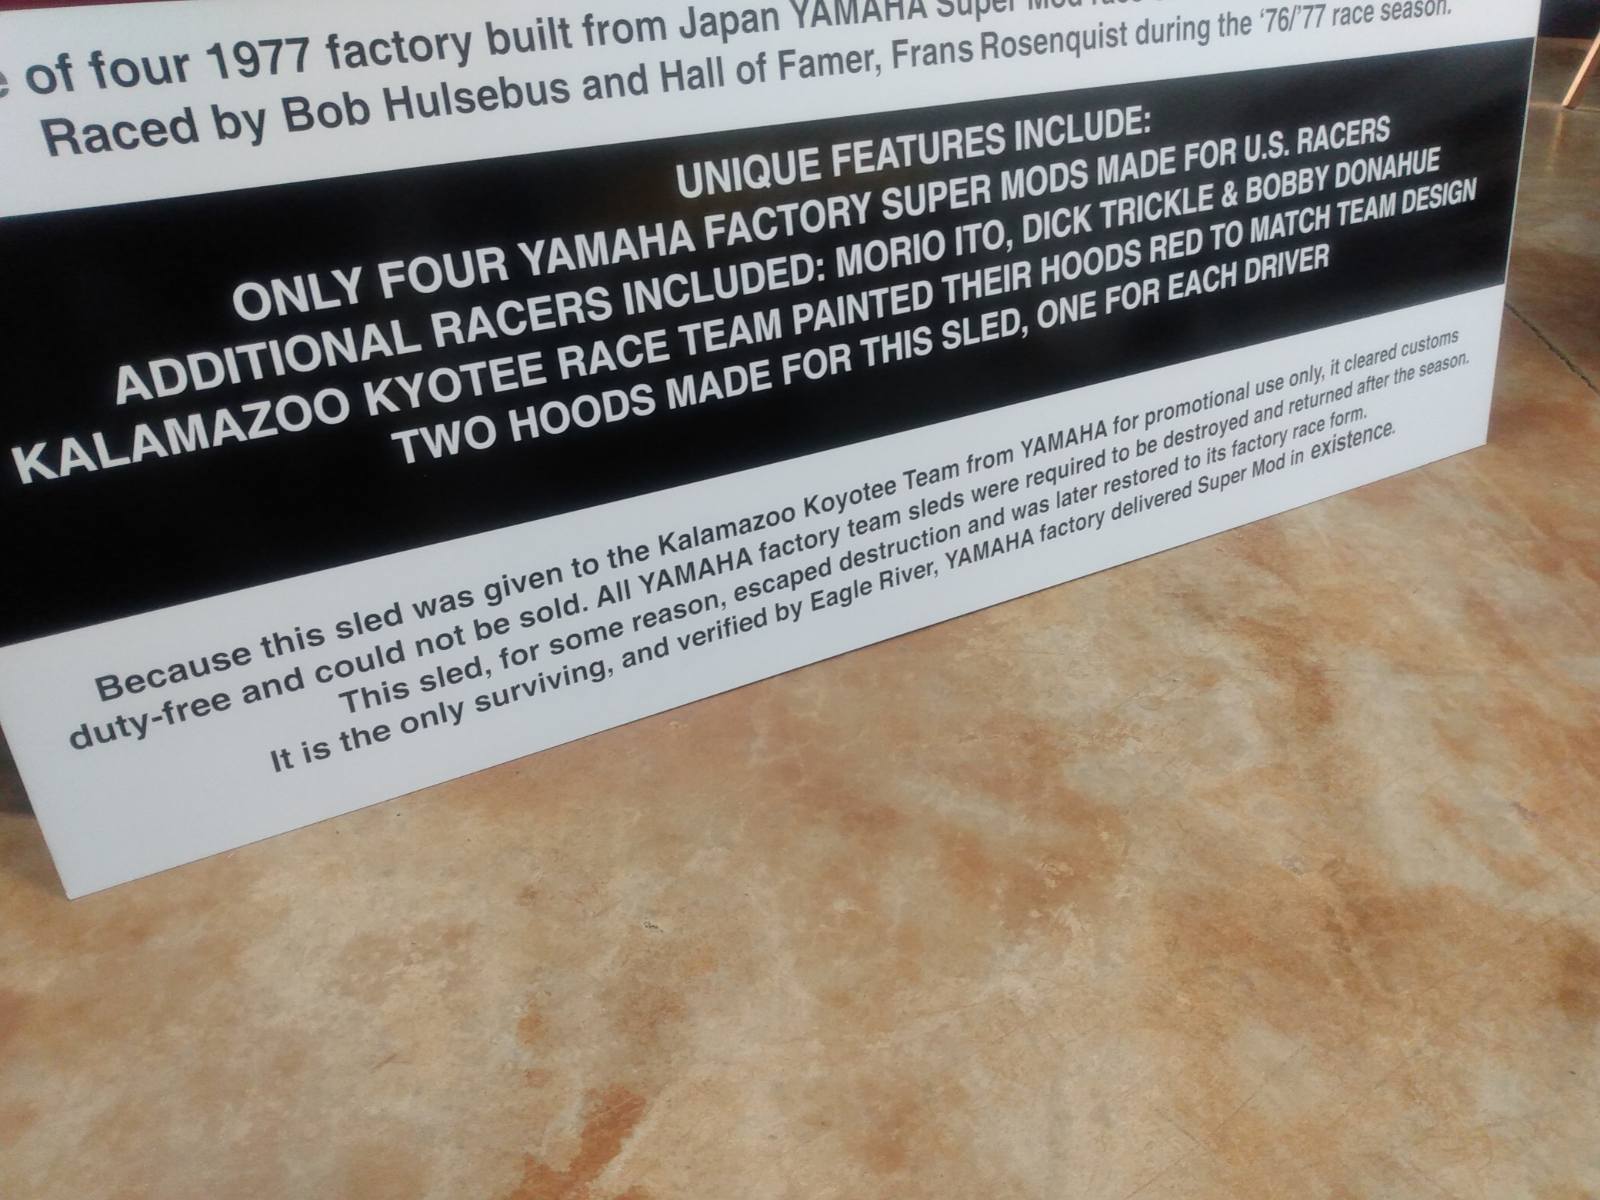 of four 1977 factory built from Japan YAMAHA Super Mod
Raced by Bob Hulsebus and Hall of Famer, Frans Rosenquist during the '76/'77 race season.
UNIQUE FEATURES INCLUDE:
ONLY FOUR YAMAHA FACTORY SUPER MODS MADE FOR U.S. RACERS
ADDITIONAL RACERS INCLUDED: MORIO ITO, DICK TRICKLE & BOBBY DONAHUE
KALAMAZOO KYOTEE RACE TEAM PAINTED THEIR HOODS RED TO MATCH TEAM DESIGN
TWO HOODS MADE FOR THIS SLED, ONE FOR EACH DRIVER
Because this sled was given to the Kalamazoo Koyotee Team from YAMAHA for promotional use only, it cleared customs
duty-free and could not be sold. All YAMAHA factory team sleds were required to be destroyed and returned after the season.
This sled, for some reason, escaped destruction and was later restored to its factory race form.
It is the only surviving, and verified by Eagle River, YAMAHA factory delivered Super Mod in existence.